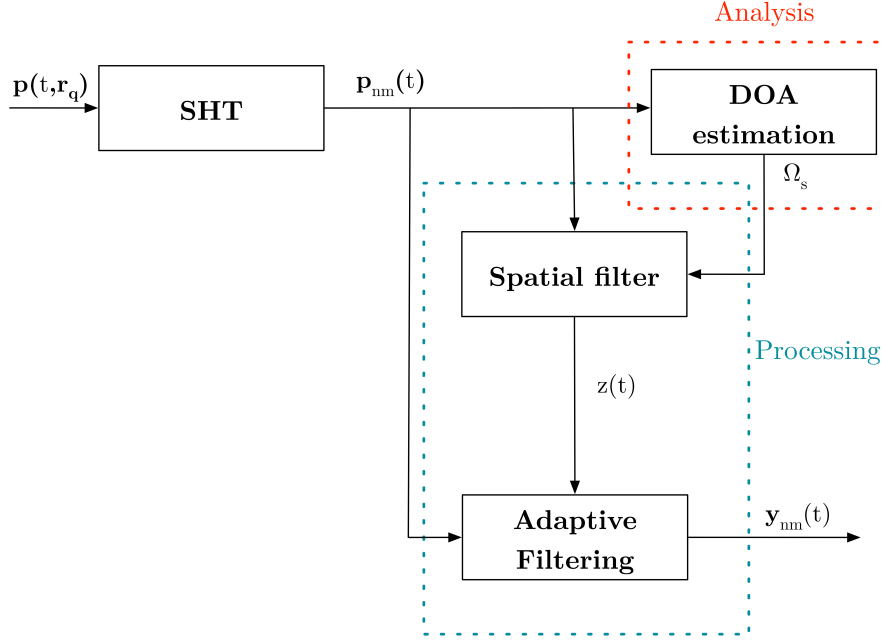 Analysis
p(t,r_q)
SHT
p_nm(t)
DOA
estimation
Ω_s
Spatial filter
Processing
z(t)
Adaptive
Filtering
y_nm(t)